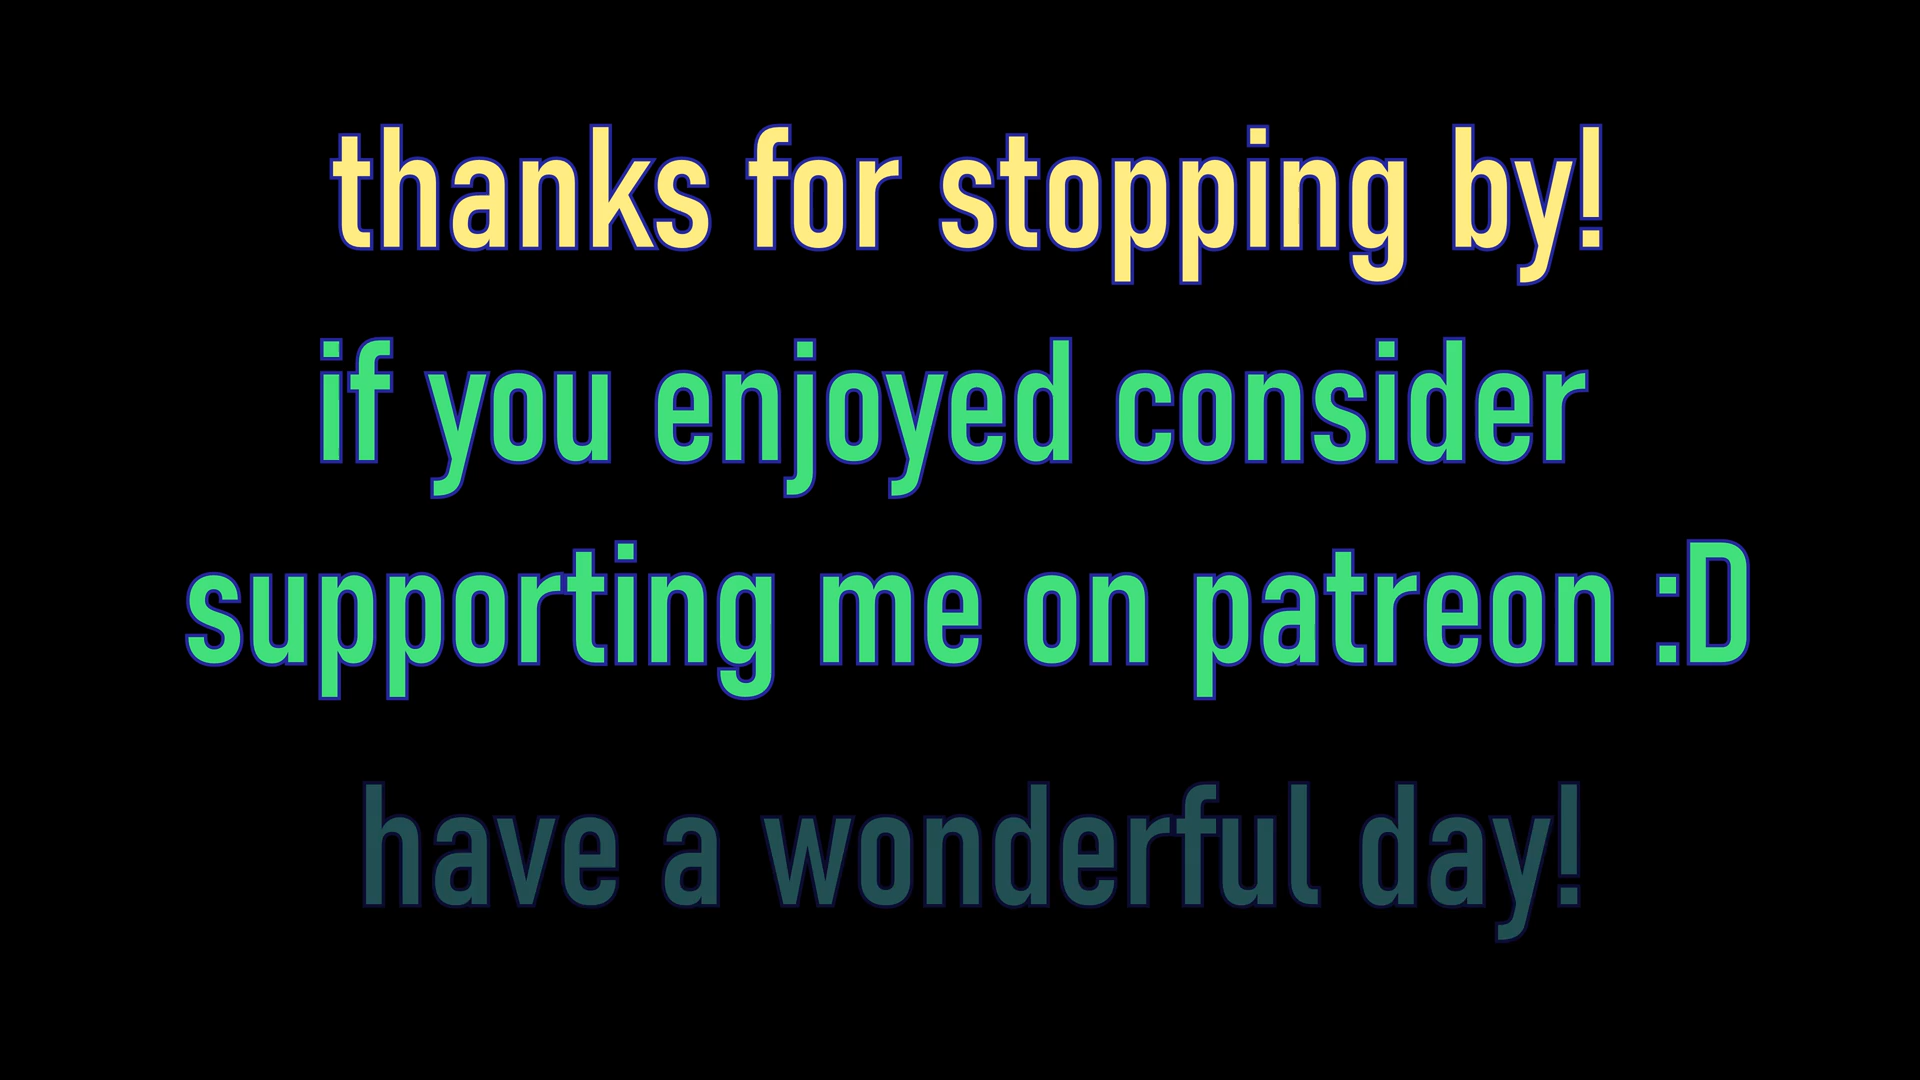 thanks for stopping by!
if you enjoyed consider
supporting me on patreon :D
have a wonderful day!